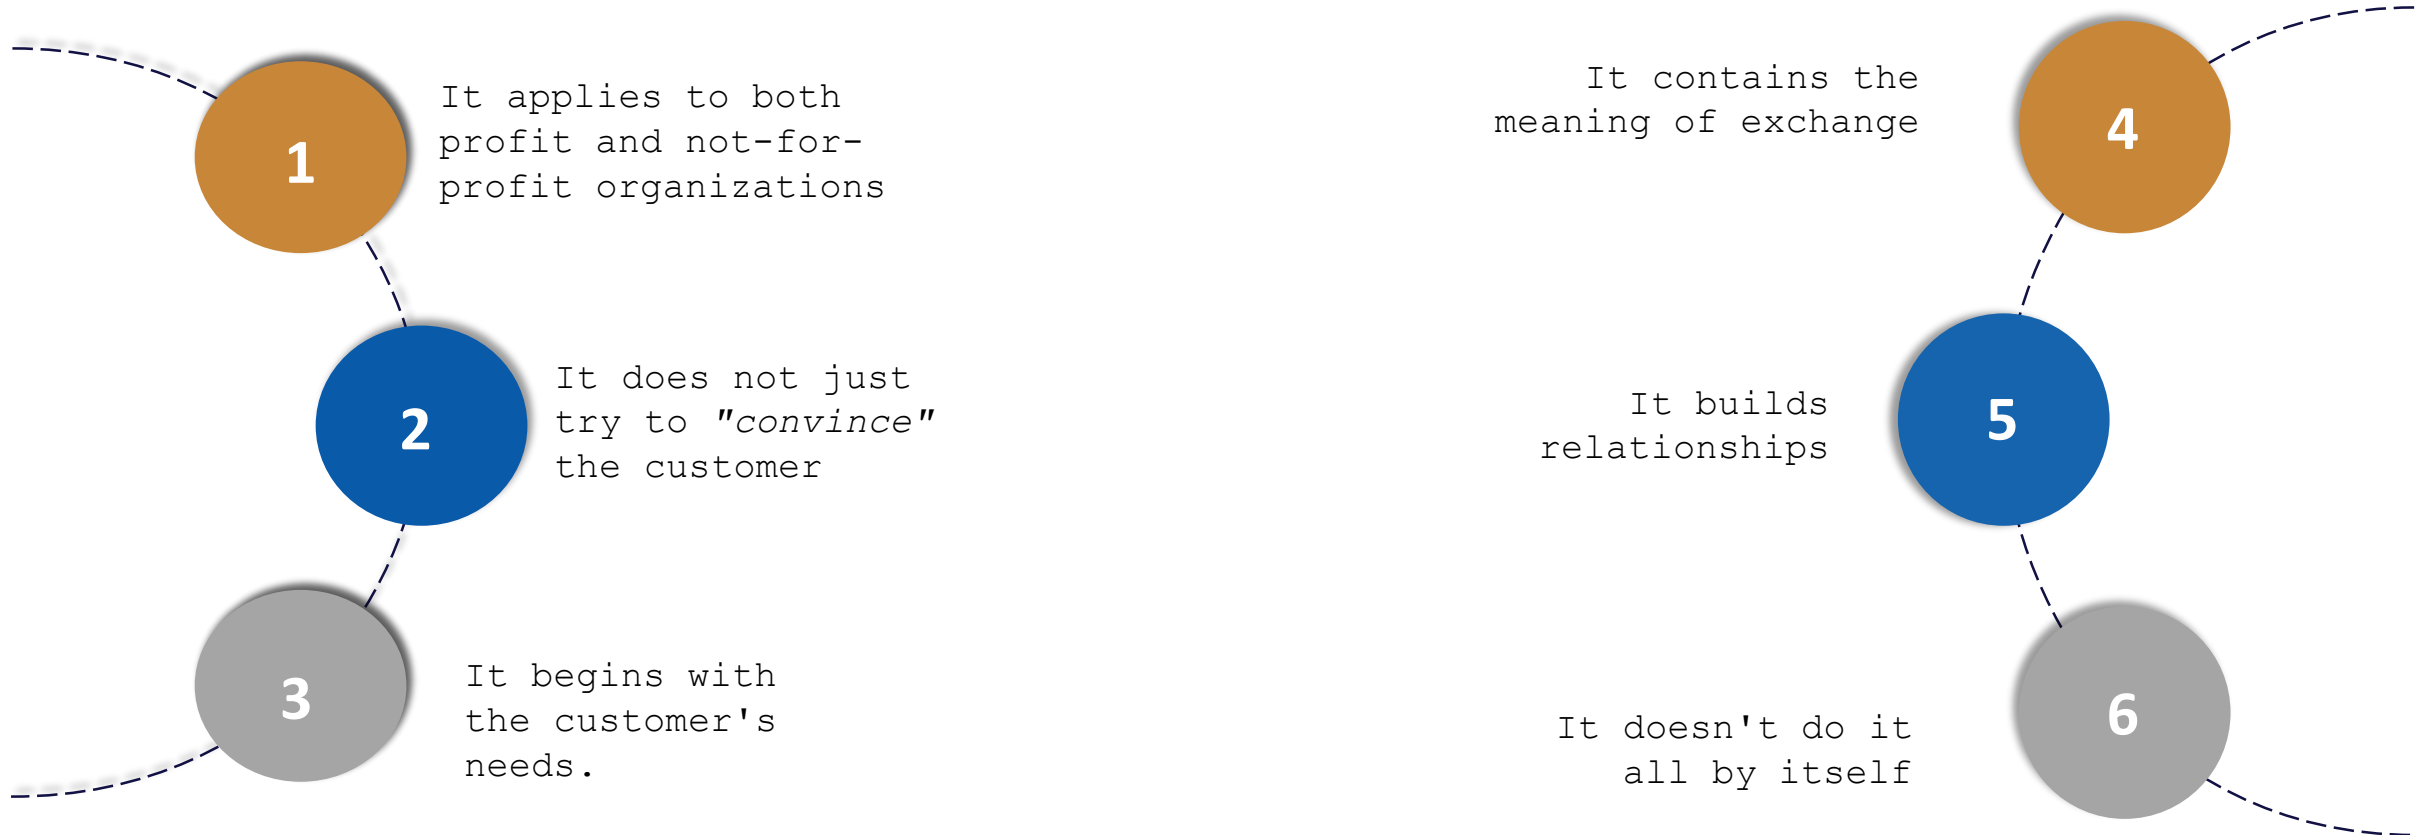 1
It applies to both
profit and not-for-
profit organizations
2
It does not just
try to "convince"
the customer
3
It begins with
the customer's
needs.
4
It contains the
meaning of exchange
5
It builds
relationships
6
It doesn't do it
all by itself